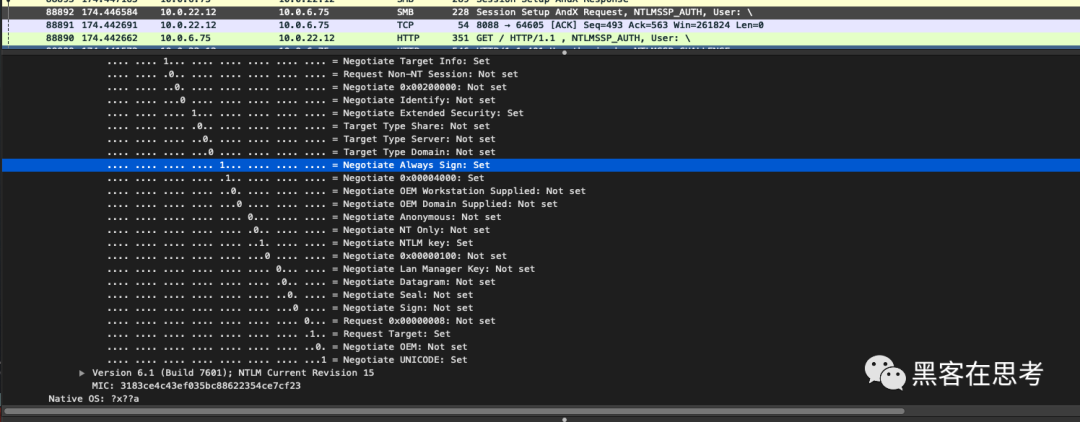 88892 174.446584 10.0.22.12 10.0.6.75 SMB 228 Session Setup AndX Request, NTLMSSP_AUTH, User: \
88891 174.442691 10.0.6.75 10.0.22.12 TCP 54 8088 → 64605 [ACK] Seq=493 Ack=563 Win=261824 Len=0
88890 174.442662 10.0.6.75 10.0.22.12 HTTP 351 GET / HTTP/1.1 , NTLMSSP_AUTH, User: \
.... .... 1... .... .... .... .... .... = Negotiate Target Info: Set
.... .... .0.. .... .... .... .... .... = Request Non-NT Session: Not set
.... .... ..0. .... .... .... .... .... = Negotiate 0x00200000: Not set
.... .... ...0 .... .... .... .... .... = Negotiate Identify: Not set
.... .... .... 1... .... .... .... .... = Negotiate Extended Security: Set
.... .... .... .0.. .... .... .... .... = Target Type Share: Not set
.... .... .... ..0. .... .... .... .... = Target Type Server: Not set
.... .... .... ...0 .... .... .... .... = Target Type Domain: Not set
.... .... .... .... 1... .... .... .... = Negotiate Always Sign: Set
.... .... .... .... .1.. .... .... .... = Negotiate 0x00004000: Set
.... .... .... .... ..0. .... .... .... = Negotiate OEM Workstation Supplied: Not set
.... .... .... .... ...0 .... .... .... = Negotiate OEM Domain Supplied: Not set
.... .... .... .... .... 0... .... .... = Negotiate Anonymous: Not set
.... .... .... .... .... .0.. .... .... = Negotiate NT Only: Not set
.... .... .... .... .... ..1. .... .... = Negotiate NTLM key: Set
.... .... .... .... .... ...0 .... .... = Negotiate 0x00000100: Not set
.... .... .... .... .... .... 0... .... = Negotiate Lan Manager Key: Not set
.... .... .... .... .... .... .0.. .... = Negotiate Datagram: Not set
.... .... .... .... .... .... ..0. .... = Negotiate Seal: Not set
.... .... .... .... .... .... ...0 .... = Negotiate Sign: Not set
.... .... .... .... .... .... .... 0... = Request 0x00000008: Not set
.... .... .... .... .... .... .... .1.. = Request Target: Set
.... .... .... .... .... .... .... ..0. = Negotiate OEM: Not set
.... .... .... .... .... .... .... ...1 = Negotiate UNICODE: Set
Version 6.1 (Build 7601); NTLM Current Revision 15
MIC: 3183ce4c43ef035bc88622354ce7cf23
Native OS: ?x??a
黑客在思考